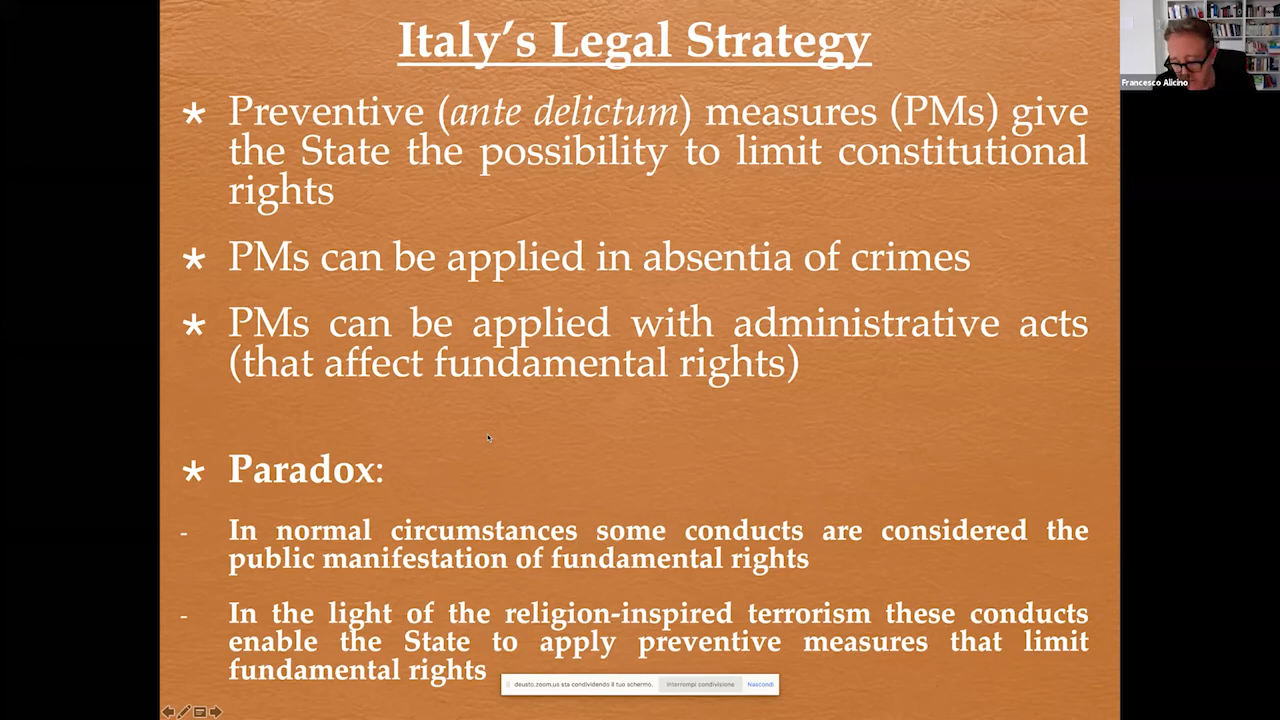 Italy's Legal Strategy
Francesco Alicino
* Preventive (ante delictum) measures (PMs) give
the State the possibility to limit constitutional
rights
* PMs can be applied in absentia of crimes
* PMs can be applied with administrative acts
(that affect fundamental rights)
* Paradox:
- In normal circumstances some conducts are considered the
public manifestation of fundamental rights
- In the light of the religion-inspired terrorism these conducts
enable the State to apply preventive measures that limit
fundamental rights
deusto.zoom.us sta condividendo il tuo schermo. Interrompi condivisione Nascondi